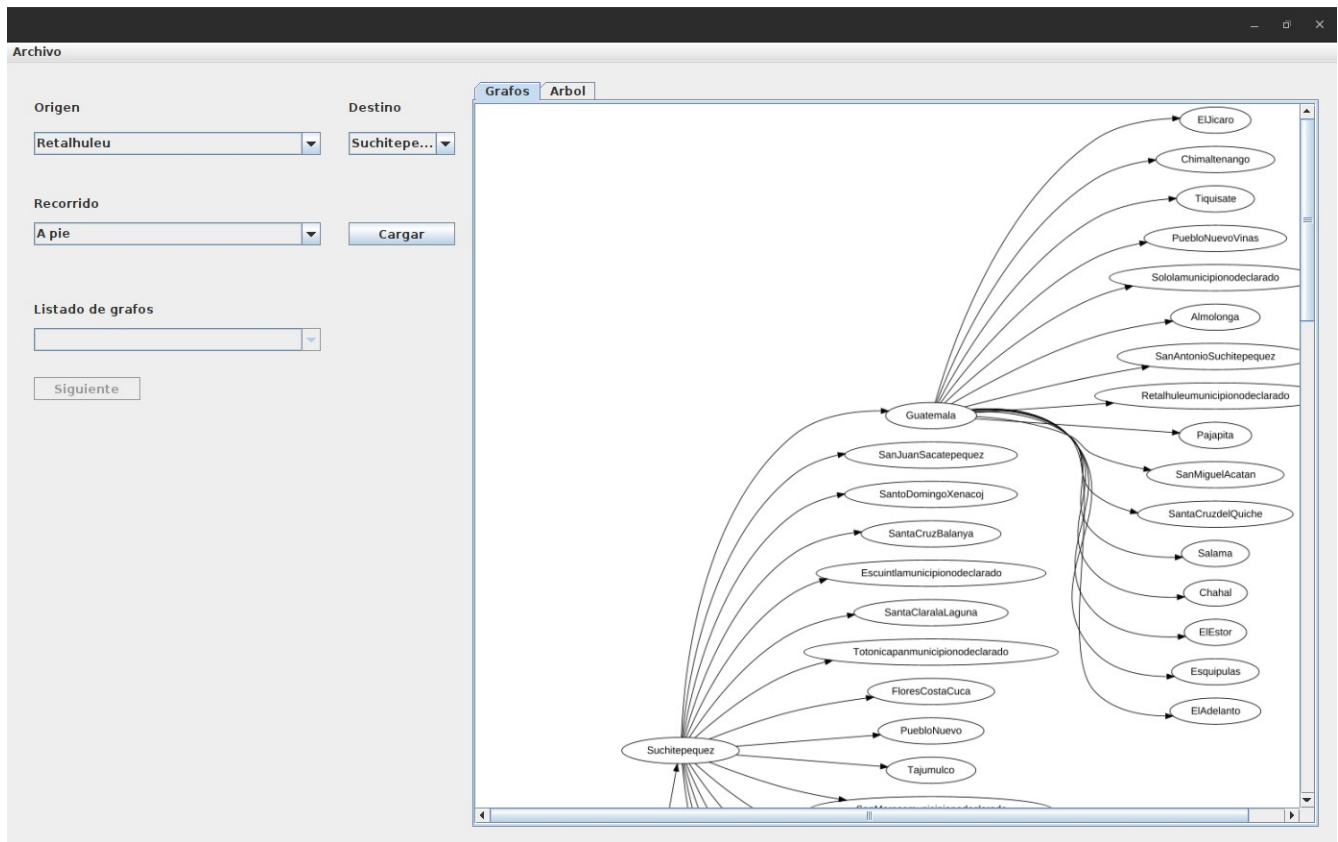 Archivo
Origen
Destino
Retalhuleu
Suchitepe...
Recorrido
A pie
Cargar
Listado de grafos
Siguiente
Grafos
Arbol
ElJicaro
Chimaltenango
Tiquisate
PuebloNuevoVinas
Sololamunicipionodeclarado
Almolonga
SanAntonioSuchitepequez
Retalhuleumunicipionodeclarado
Guatemala
Pajapita
SanJuanSacatepequez
SanMiguelAcatan
SantoDomingoXenacoj
SantaCruzdelQuiche
SantaCruzBalanya
Salama
Escuintlamunicipionodeclarado
Chahal
SantaClaralaLaguna
ElEstor
Totonicapanmunicipionodeclarado
Esquipulas
FloresCostaCuca
ElAdelanto
PuebloNuevo
Suchitepequez
Tajumulco